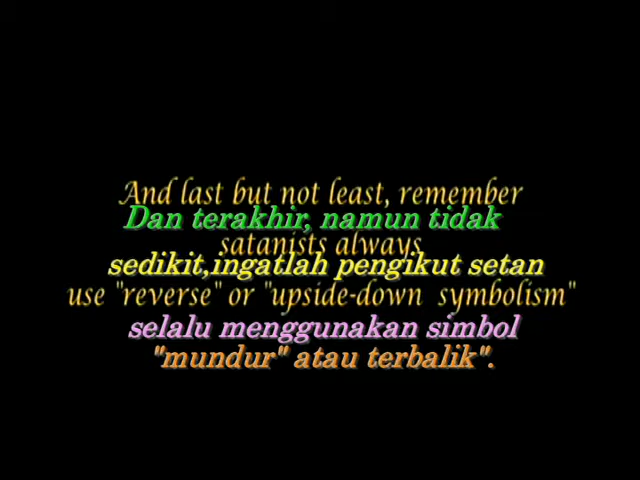 And last but not least, remember
Dan terakhir, namun tidak
satanists always
sedikit,ingatlah pengikut setan
use "reverse" or "upside-down symbolism"
selalu menggunakan simbol
"mundur" atau terbalik".